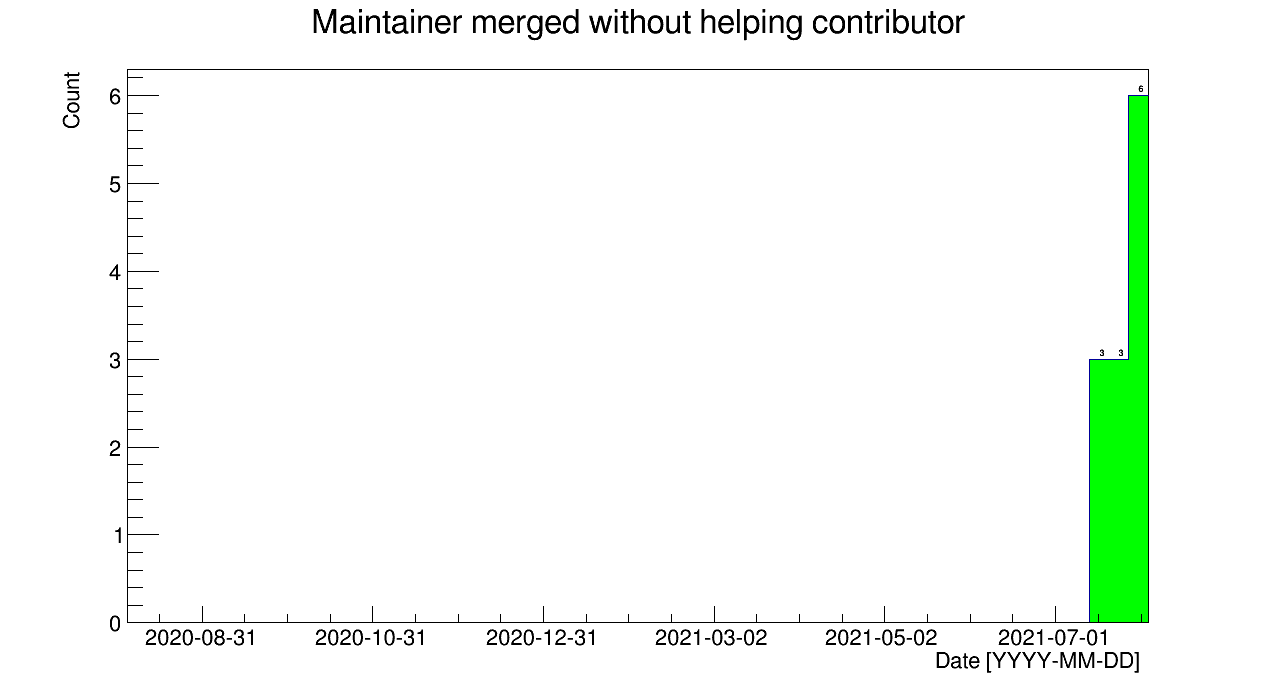 Maintainer merged without helping contributor
Count
6
5
4
3
2
1
0
6
3 3
2020-08-31 2020-10-31 2020-12-31 2021-03-02 2021-05-02 2021-07-01
Date [YYYY-MM-DD]